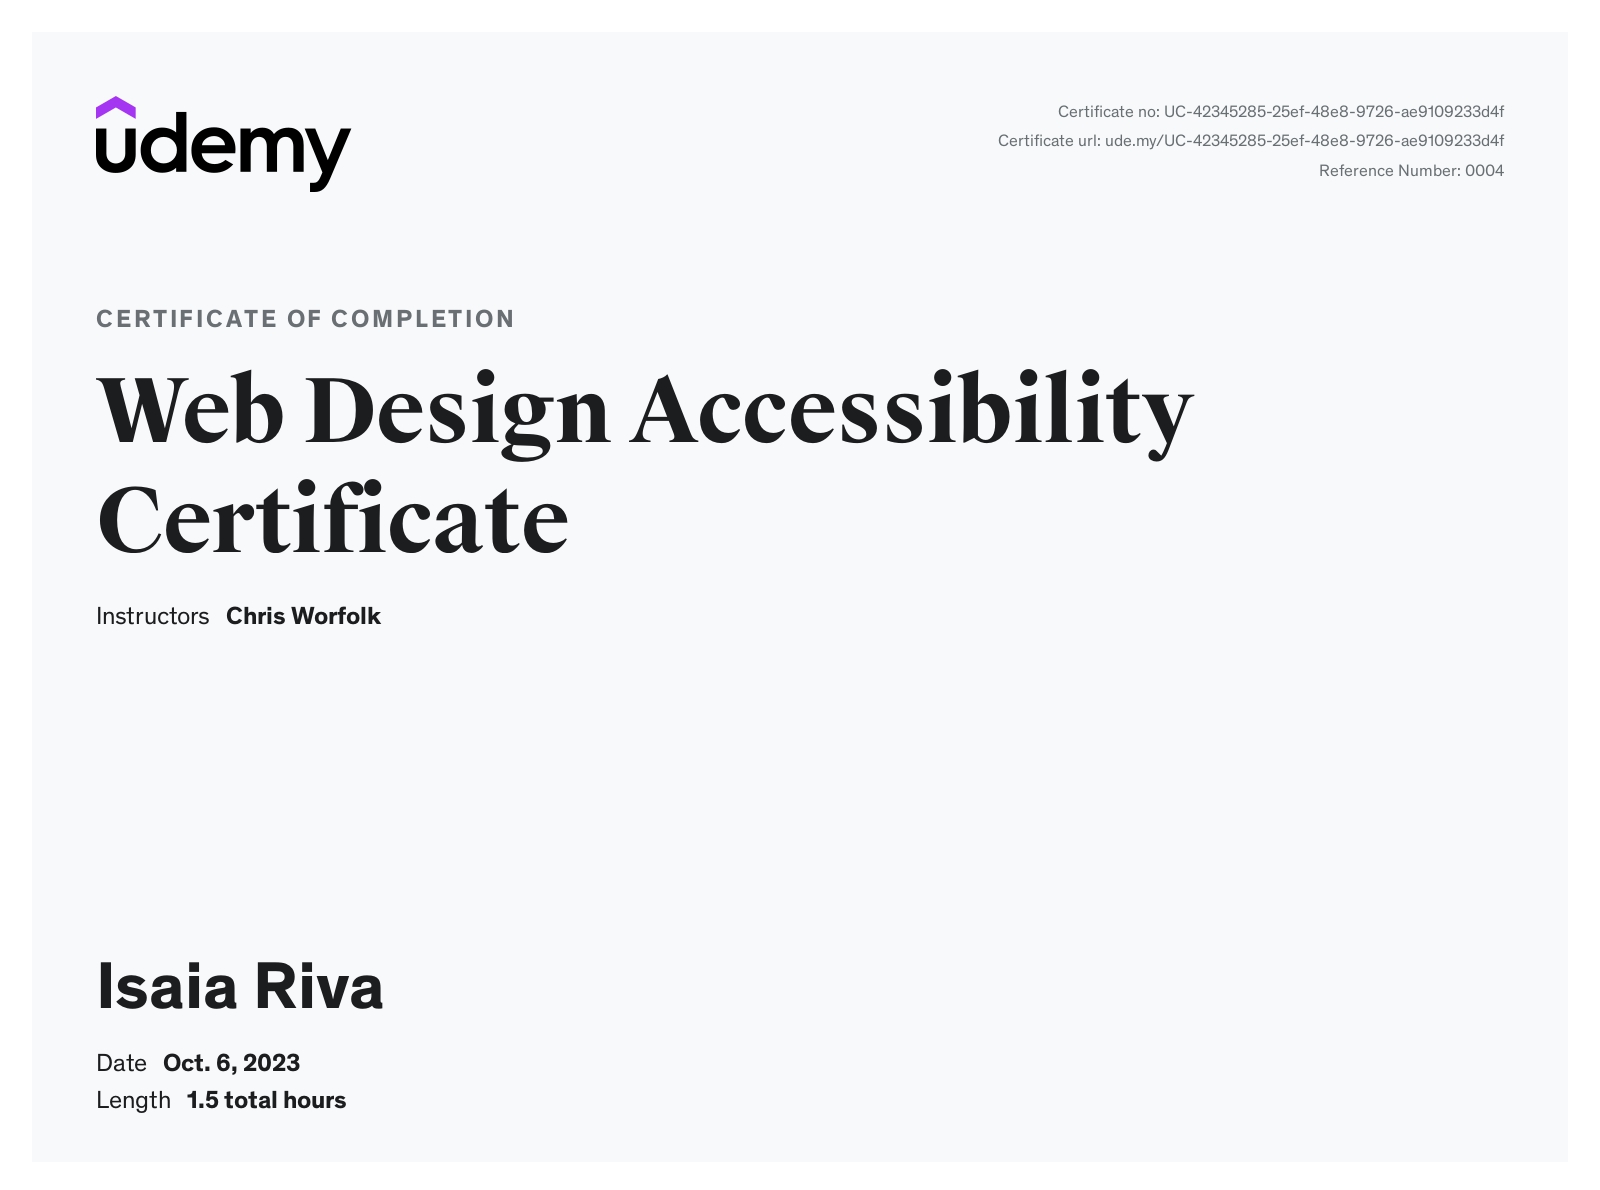 udemy
Certificate no: UC-42345285-25ef-48e8-9726-ae9109233d4f
Certificate url: ude.my/UC-42345285-25ef-48e8-9726-ae9109233d4f
Reference Number: 0004
CERTIFICATE OF COMPLETION
Web Design Accessibility
Certificate
Instructors Chris Worfolk
Isaia Riva
Date Oct. 6, 2023
Length 1.5 total hours